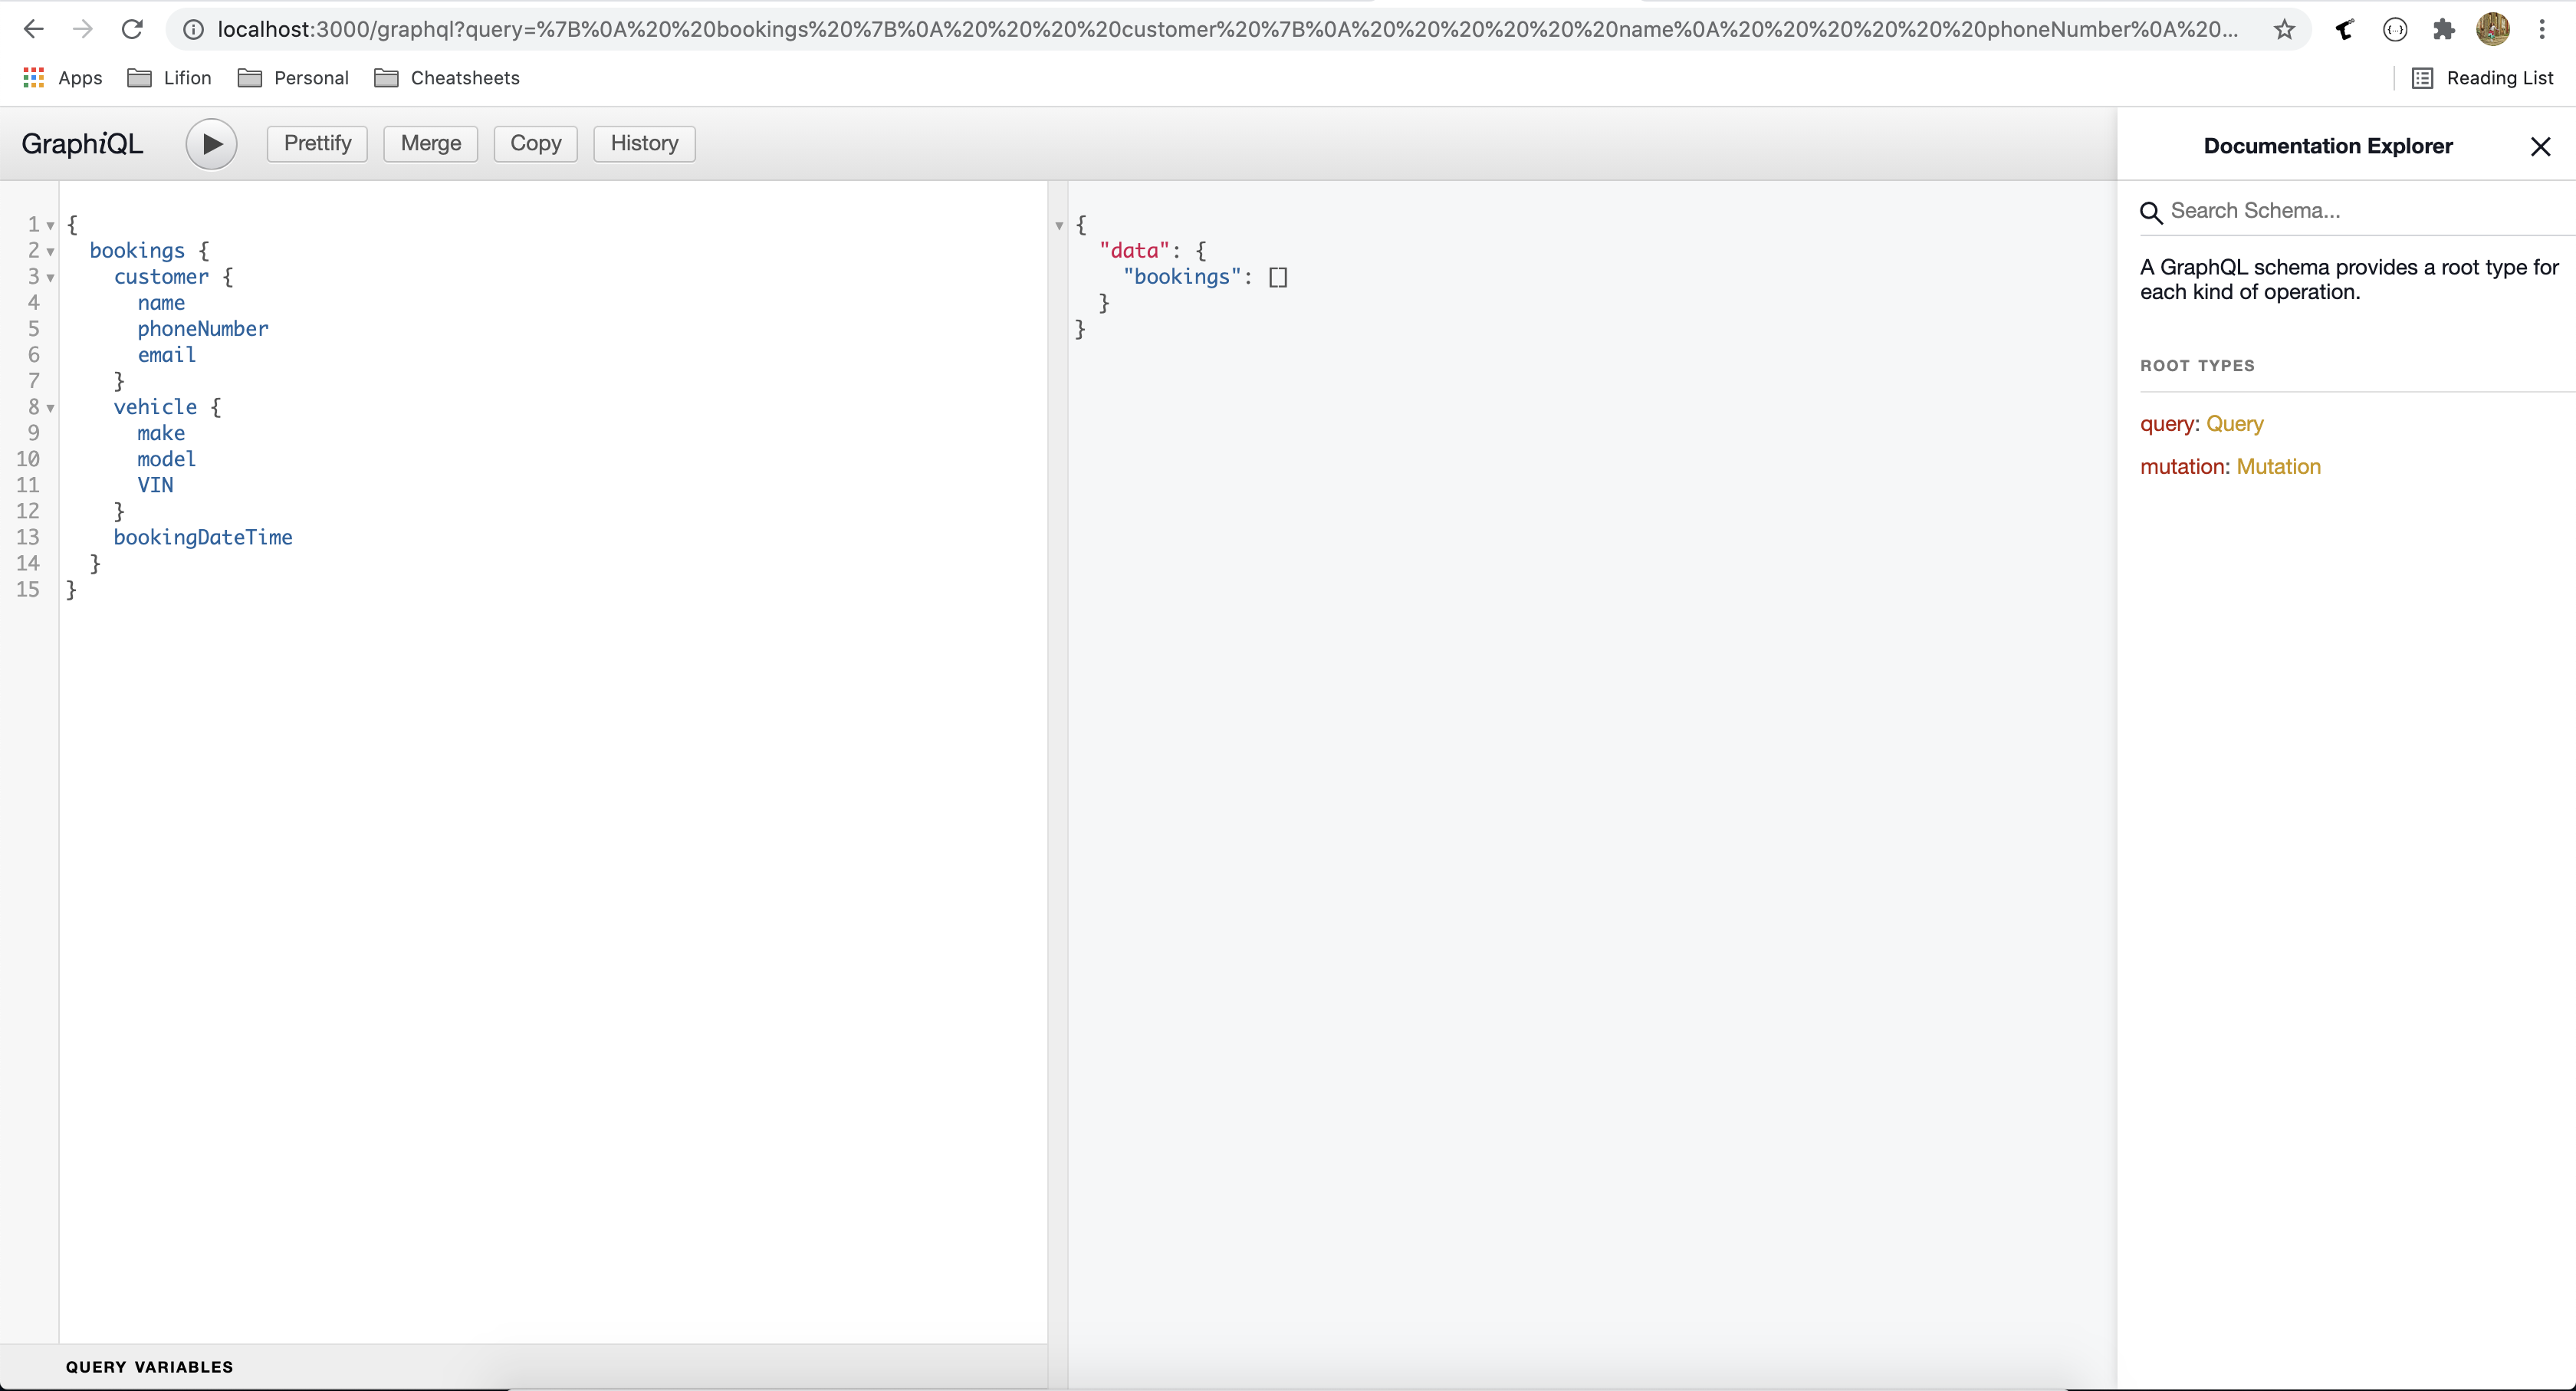 localhost:3000/graphql?query=%7B%0A%20%20bookings%20%7B%0A%20%20%20%20customer%20%7B%0A%20%20%20%20%20%20name%0A%20%20%20%20%20%20phoneNumber%0A%20...
Apps Lifion Personal Cheatsheets Reading List
GraphiQL Prettify Merge Copy History
1 {
2 bookings {
3 customer {
4 name
5 phoneNumber
6 email
7 }
8 vehicle {
9 make
10 model
11 VIN
12 }
13 bookingDateTime
14 }
15 }
QUERY VARIABLES
{
"data": {
"bookings": []
}
}
Documentation Explorer
Search Schema...
A GraphQL schema provides a root type for
each kind of operation.
ROOT TYPES
query: Query
mutation: Mutation